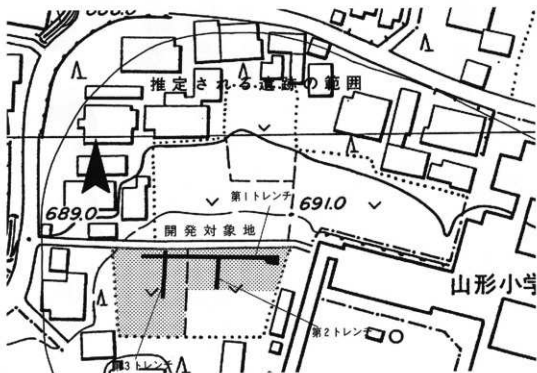 推定される遺跡の範囲
第1トレンチ
691.0
689.0
開発対象地
山形小学
第2トレンチ
第3トレンチ